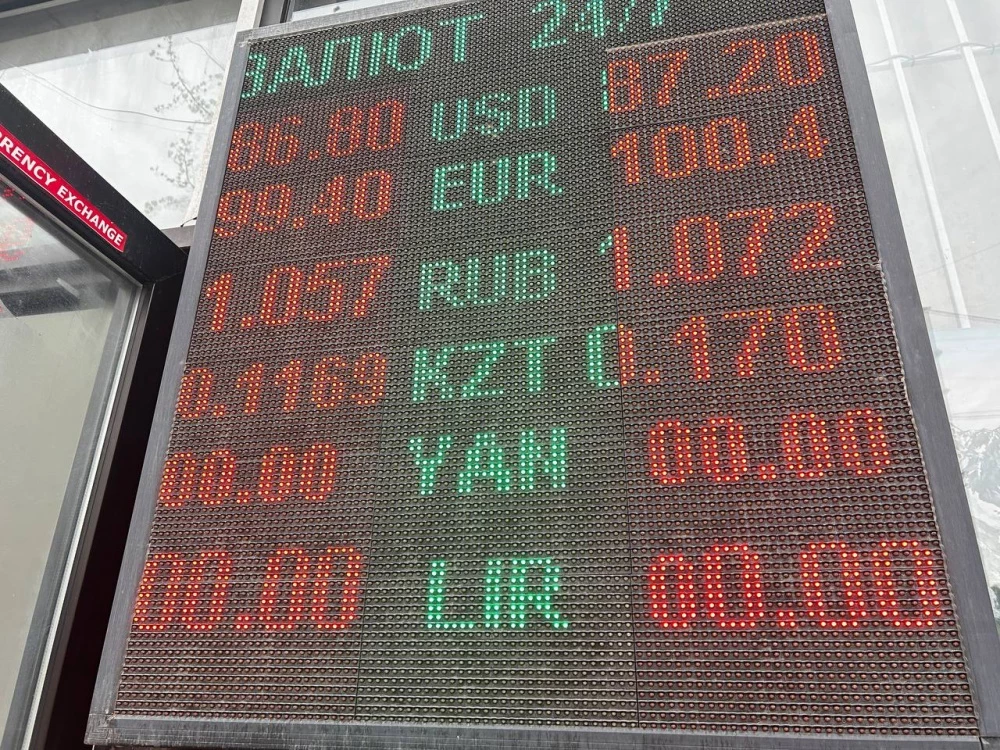 ВАЛЮТ 24/7
86.80 USD 87.20
99.40 EUR 100.4
1.057 RUB 1.072
0.1169 KZT 0.170
00.00 YAN 00.00
00.00 LIR 00.00
CURRENCY EXCHANGE